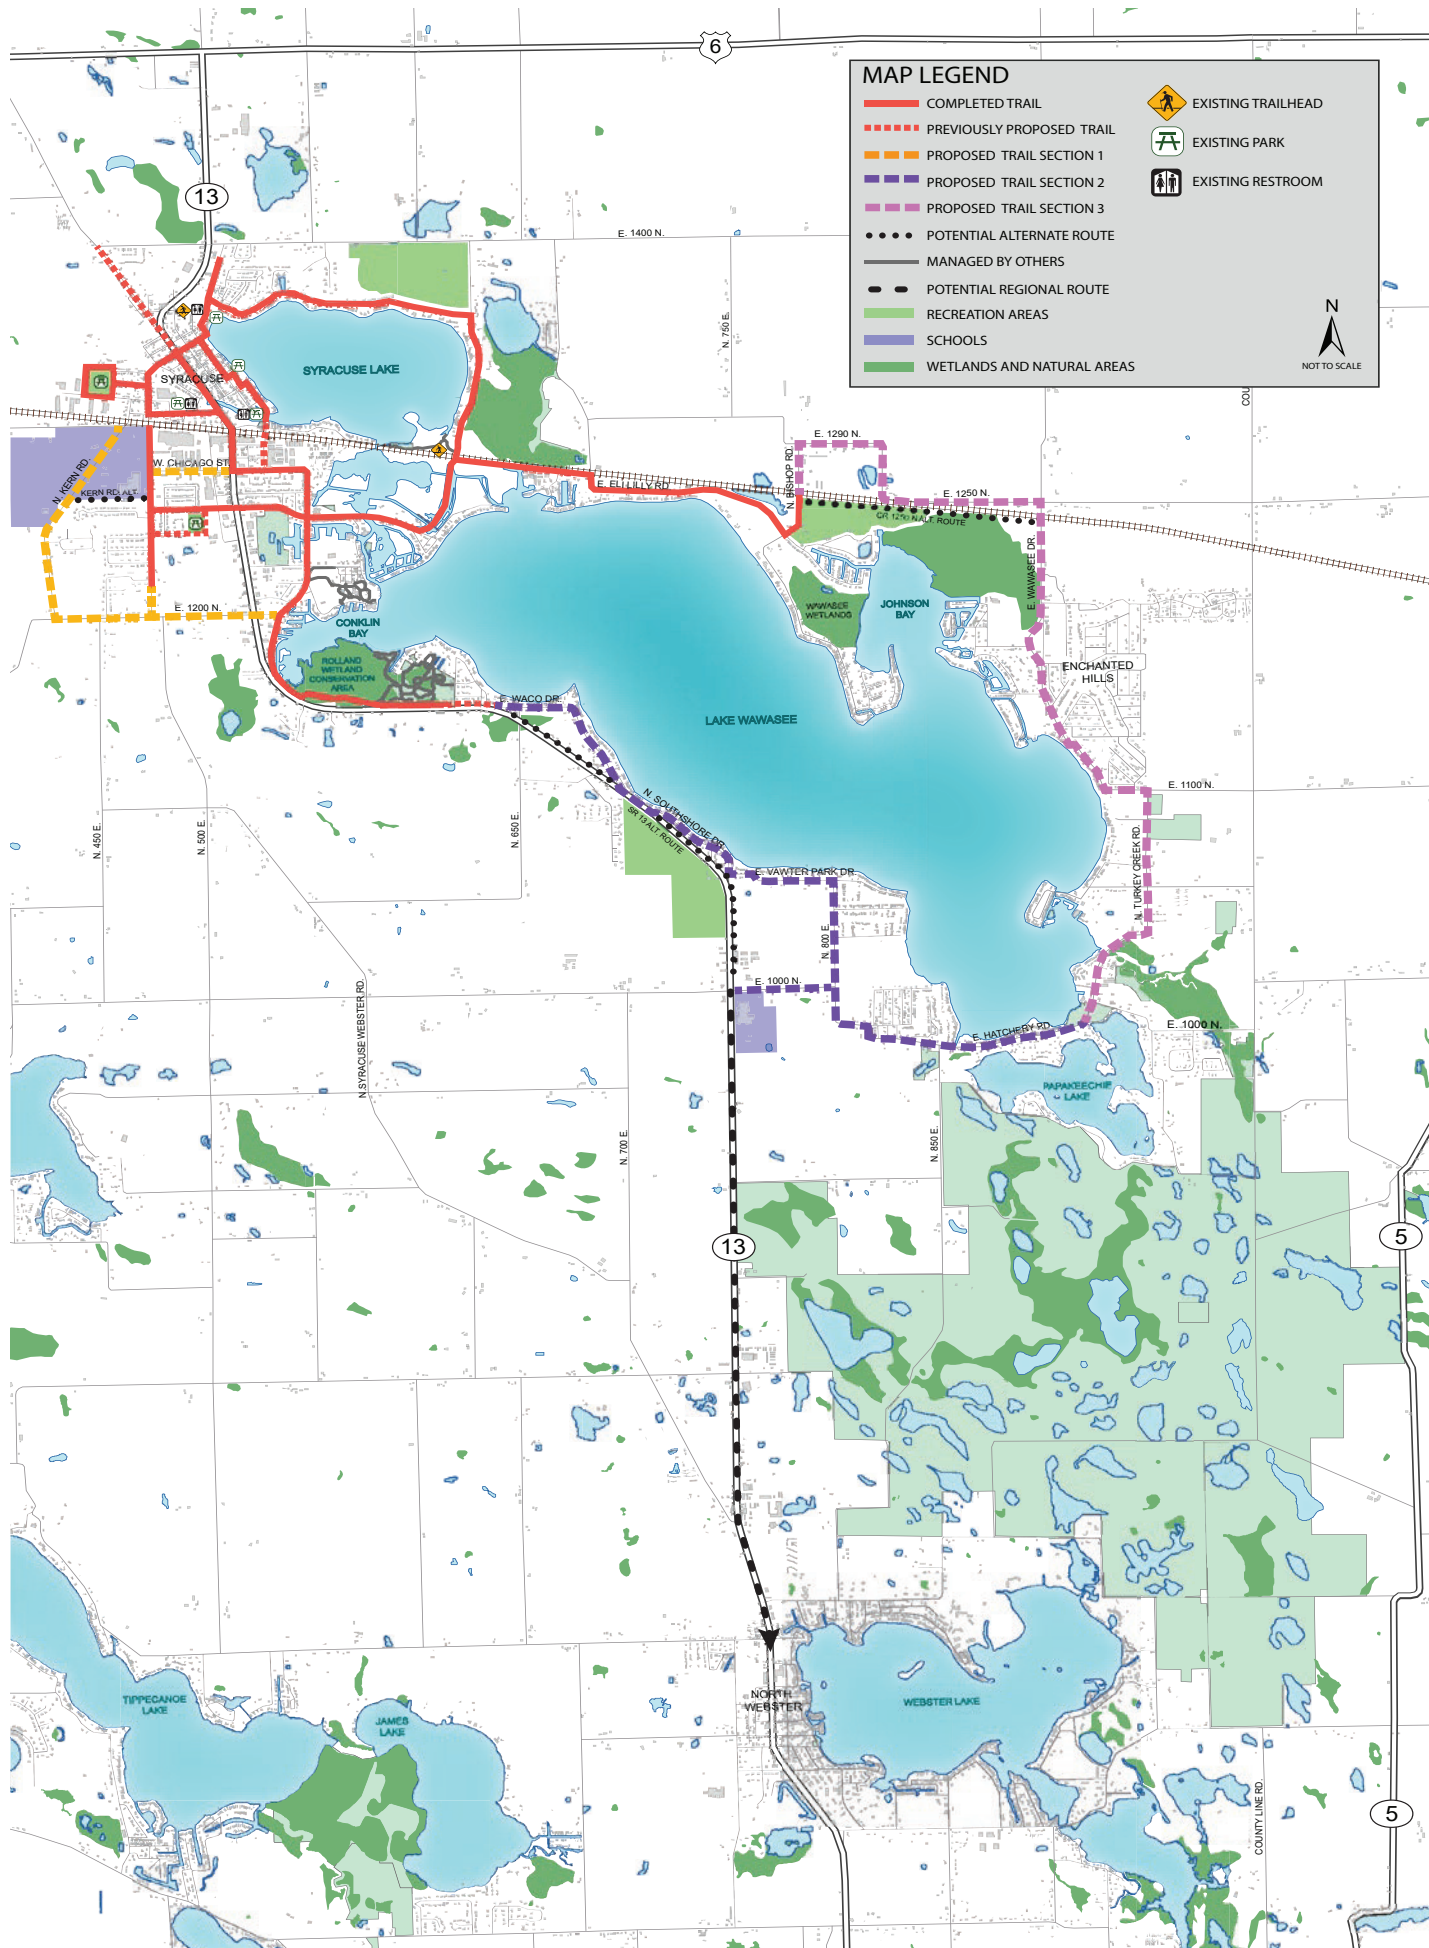 6
MAP LEGEND
COMPLETED TRAIL
PREVIOUSLY PROPOSED TRAIL
PROPOSED TRAIL SECTION 1
PROPOSED TRAIL SECTION 2
PROPOSED TRAIL SECTION 3
POTENTIAL ALTERNATE ROUTE
MANAGED BY OTHERS
POTENTIAL REGIONAL ROUTE
RECREATION AREAS
SCHOOLS
WETLANDS AND NATURAL AREAS
EXISTING TRAILHEAD
EXISTING PARK
EXISTING RESTROOM
N
NOT TO SCALE
13
E. 1400 N.
N. 750 E.
SYRACUSE LAKE
SYRACUSE
COU
E. 1290 N.
N. BISHOP RD.
W. CHICAGO ST.
N. KERN RD.
KERN RD. ALT.
E. ELI LILLY RD
E. 1250 N.
CR 1250 N ALT. ROUTE
E. WAWASEE DR.
E. 1200 N.
CONKLIN
BAY
WAWASEE
WETLANDS
JOHNSON
BAY
ROLLAND
WETLAND
CONSERVATION
AREA
ENCHANTED
HILLS
E. WACO DR.
LAKE WAWASEE
E. 1100 N.
N. SOUTHSHORE DR.
SR 13 ALT. ROUTE
N. 450 E.
N. 500 E.
N. 650 E.
E. VAWTER PARK DR.
N. TURKEY CREEK RD.
N. 800 E.
E. 1000 N.
N. SYRACUSE WEBSTER RD.
E. HATCHERY RD.
E. 1000 N.
PAPAKEECHIE
LAKE
N. 700 E.
N. 850 E.
13
5
TIPPECANOE
LAKE
JAMES
LAKE
NORTH
WEBSTER
WEBSTER LAKE
COUNTY LINE RD.
5